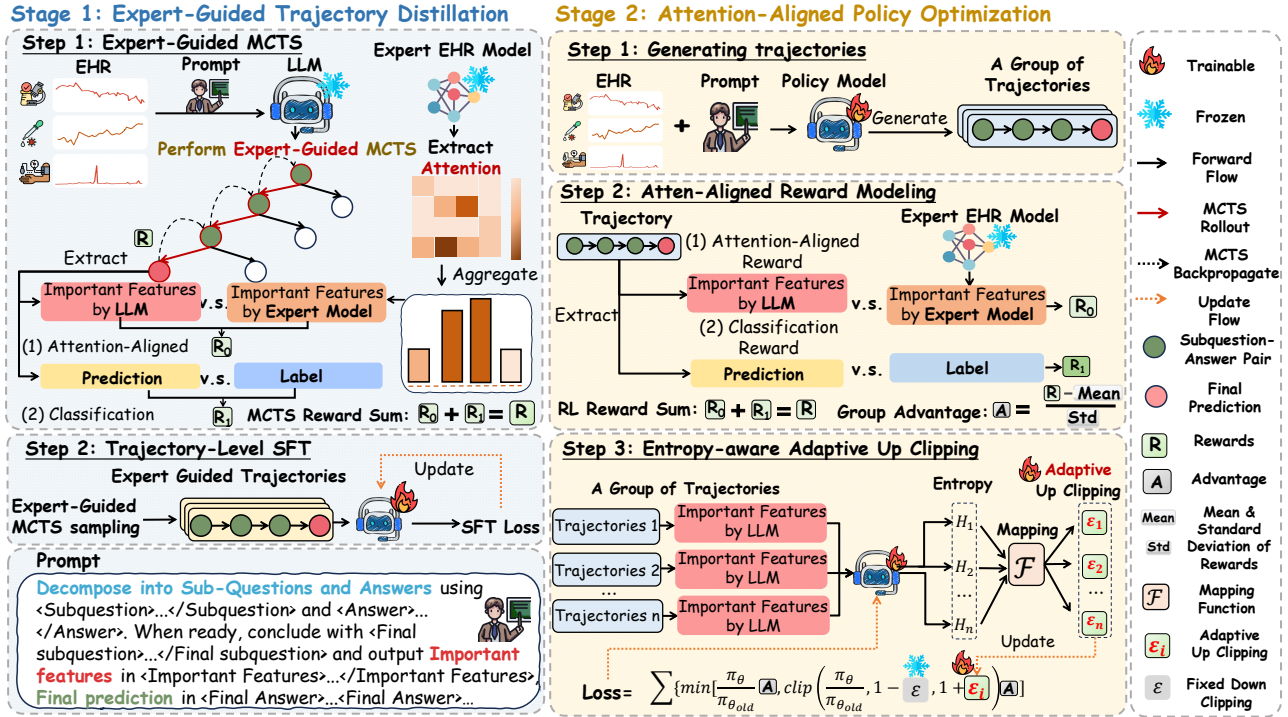 Stage 1: Expert-Guided Trajectory Distillation
Step 1: Expert-Guided MCTS
EHR
Prompt
LLM
Expert EHR Model
Perform Expert-Guided MCTS
Extract
Attention
R
Extract
Aggregate
Important Features
by LLM
v.s.
Important Features
by Expert Model
R0
(1) Attention-Aligned
Prediction
v.s.
Label
(2) Classification
R1
MCTS Reward Sum: R0 + R1 = R
Step 2: Trajectory-Level SFT
Expert Guided Trajectories
Update
Expert-Guided
MCTS sampling
SFT Loss
Prompt
Decompose into Sub-Questions and Answers using
<Subquestion>...</Subquestion> and <Answer>...
</Answer>. When ready, conclude with <Final
subquestion>...</Final subquestion> and output Important
features in <Important Features>...</Important Features>,
Final prediction in <Final Answer>...<Final Answer>...
Stage 2: Attention-Aligned Policy Optimization
Step 1: Generating trajectories
EHR
+
Prompt
Policy Model
Generate
A Group of
Trajectories
Step 2: Atten-Aligned Reward Modeling
Trajectory
Expert EHR Model
(1) Attention-Aligned
Reward
Important Features
by LLM
v.s.
Important Features
by Expert Model
R0
Extract
(2) Classification
Reward
Prediction
v.s.
Label
R1
RL Reward Sum: R0 + R1 = R
Group Advantage: A = (R - Mean) / Std
Step 3: Entropy-aware Adaptive Up Clipping
A Group of Trajectories
Entropy
Adaptive
Up Clipping
Trajectories 1
Important Features
by LLM
Trajectories 2
Important Features
by LLM
...
Trajectories n
Important Features
by LLM
H1
H2
...
Hn
Mapping
ℱ
ℰ1
ℰ2
...
ℰn
Update
Loss= ∑{min[πθ/πθold A, clip(πθ/πθold, 1 − ℰ, 1 + ℰi) A]
Trainable
Frozen
Forward
Flow
MCTS
Rollout
MCTS
Backpropagate
Update
Flow
Subquestion-
Answer Pair
Final
Prediction
R
Rewards
A
Advantage
Mean
Std
Mean &
Standard
Deviation of
Rewards
ℱ
Mapping
Function
ℰi
Adaptive
Up Clipping
ℰ
Fixed Down
Clipping